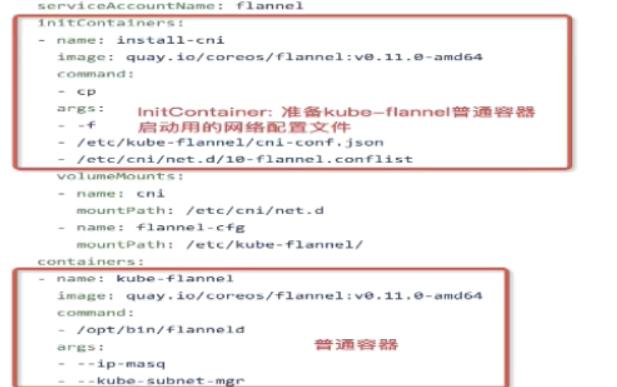 serviceAccountName: flannel
initContainers:
- name: install-cni
image: quay.io/coreos/flannel:v0.11.0-amd64
command:
- cp
args:
InitContainer: 准备kube-flannel普通容器
- -f
启动用的网络配置文件
- /etc/kube-flannel/cni-conf.json
- /etc/cni/net.d/10-flannel.conflist
volumeMounts:
- name: cni
mountPath: /etc/cni/net.d
- name: flannel-cfg
mountPath: /etc/kube-flannel/
containers:
- name: kube-flannel
image: quay.io/coreos/flannel:v0.11.0-amd64
command:
- /opt/bin/flanneld
args:
普通容器
- --ip-masq
- --kube-subnet-mgr